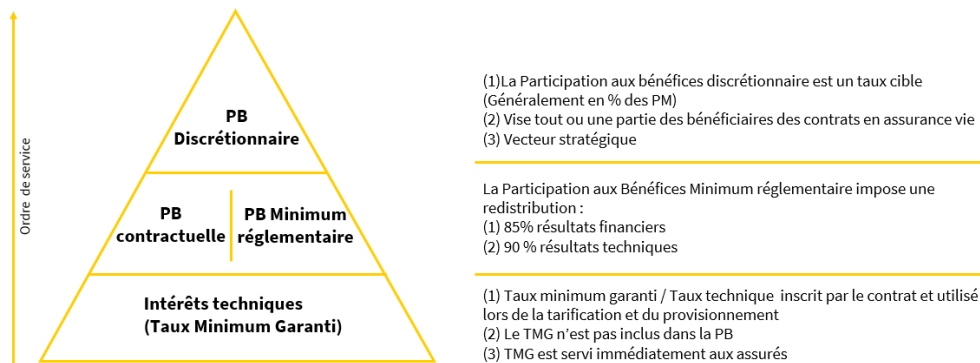 Ordre de service
PB
Discrétionnaire
PB
contractuelle
PB Minimum
réglementaire
Intérêts techniques
(Taux Minimum Garanti)
(1)La Participation aux bénéfices discrétionnaire est un taux cible
(Généralement en % des PM)
(2) Vise tout ou une partie des bénéficiaires des contrats en assurance vie
(3) Vecteur stratégique
La Participation aux Bénéfices Minimum réglementaire impose une
redistribution :
(1) 85% résultats financiers
(2) 90 % résultats techniques
(1) Taux minimum garanti / Taux technique inscrit par le contrat et utilisé
lors de la tarification et du provisionnement
(2) Le TMG n’est pas inclus dans la PB
(3) TMG est servi immédiatement aux assurés